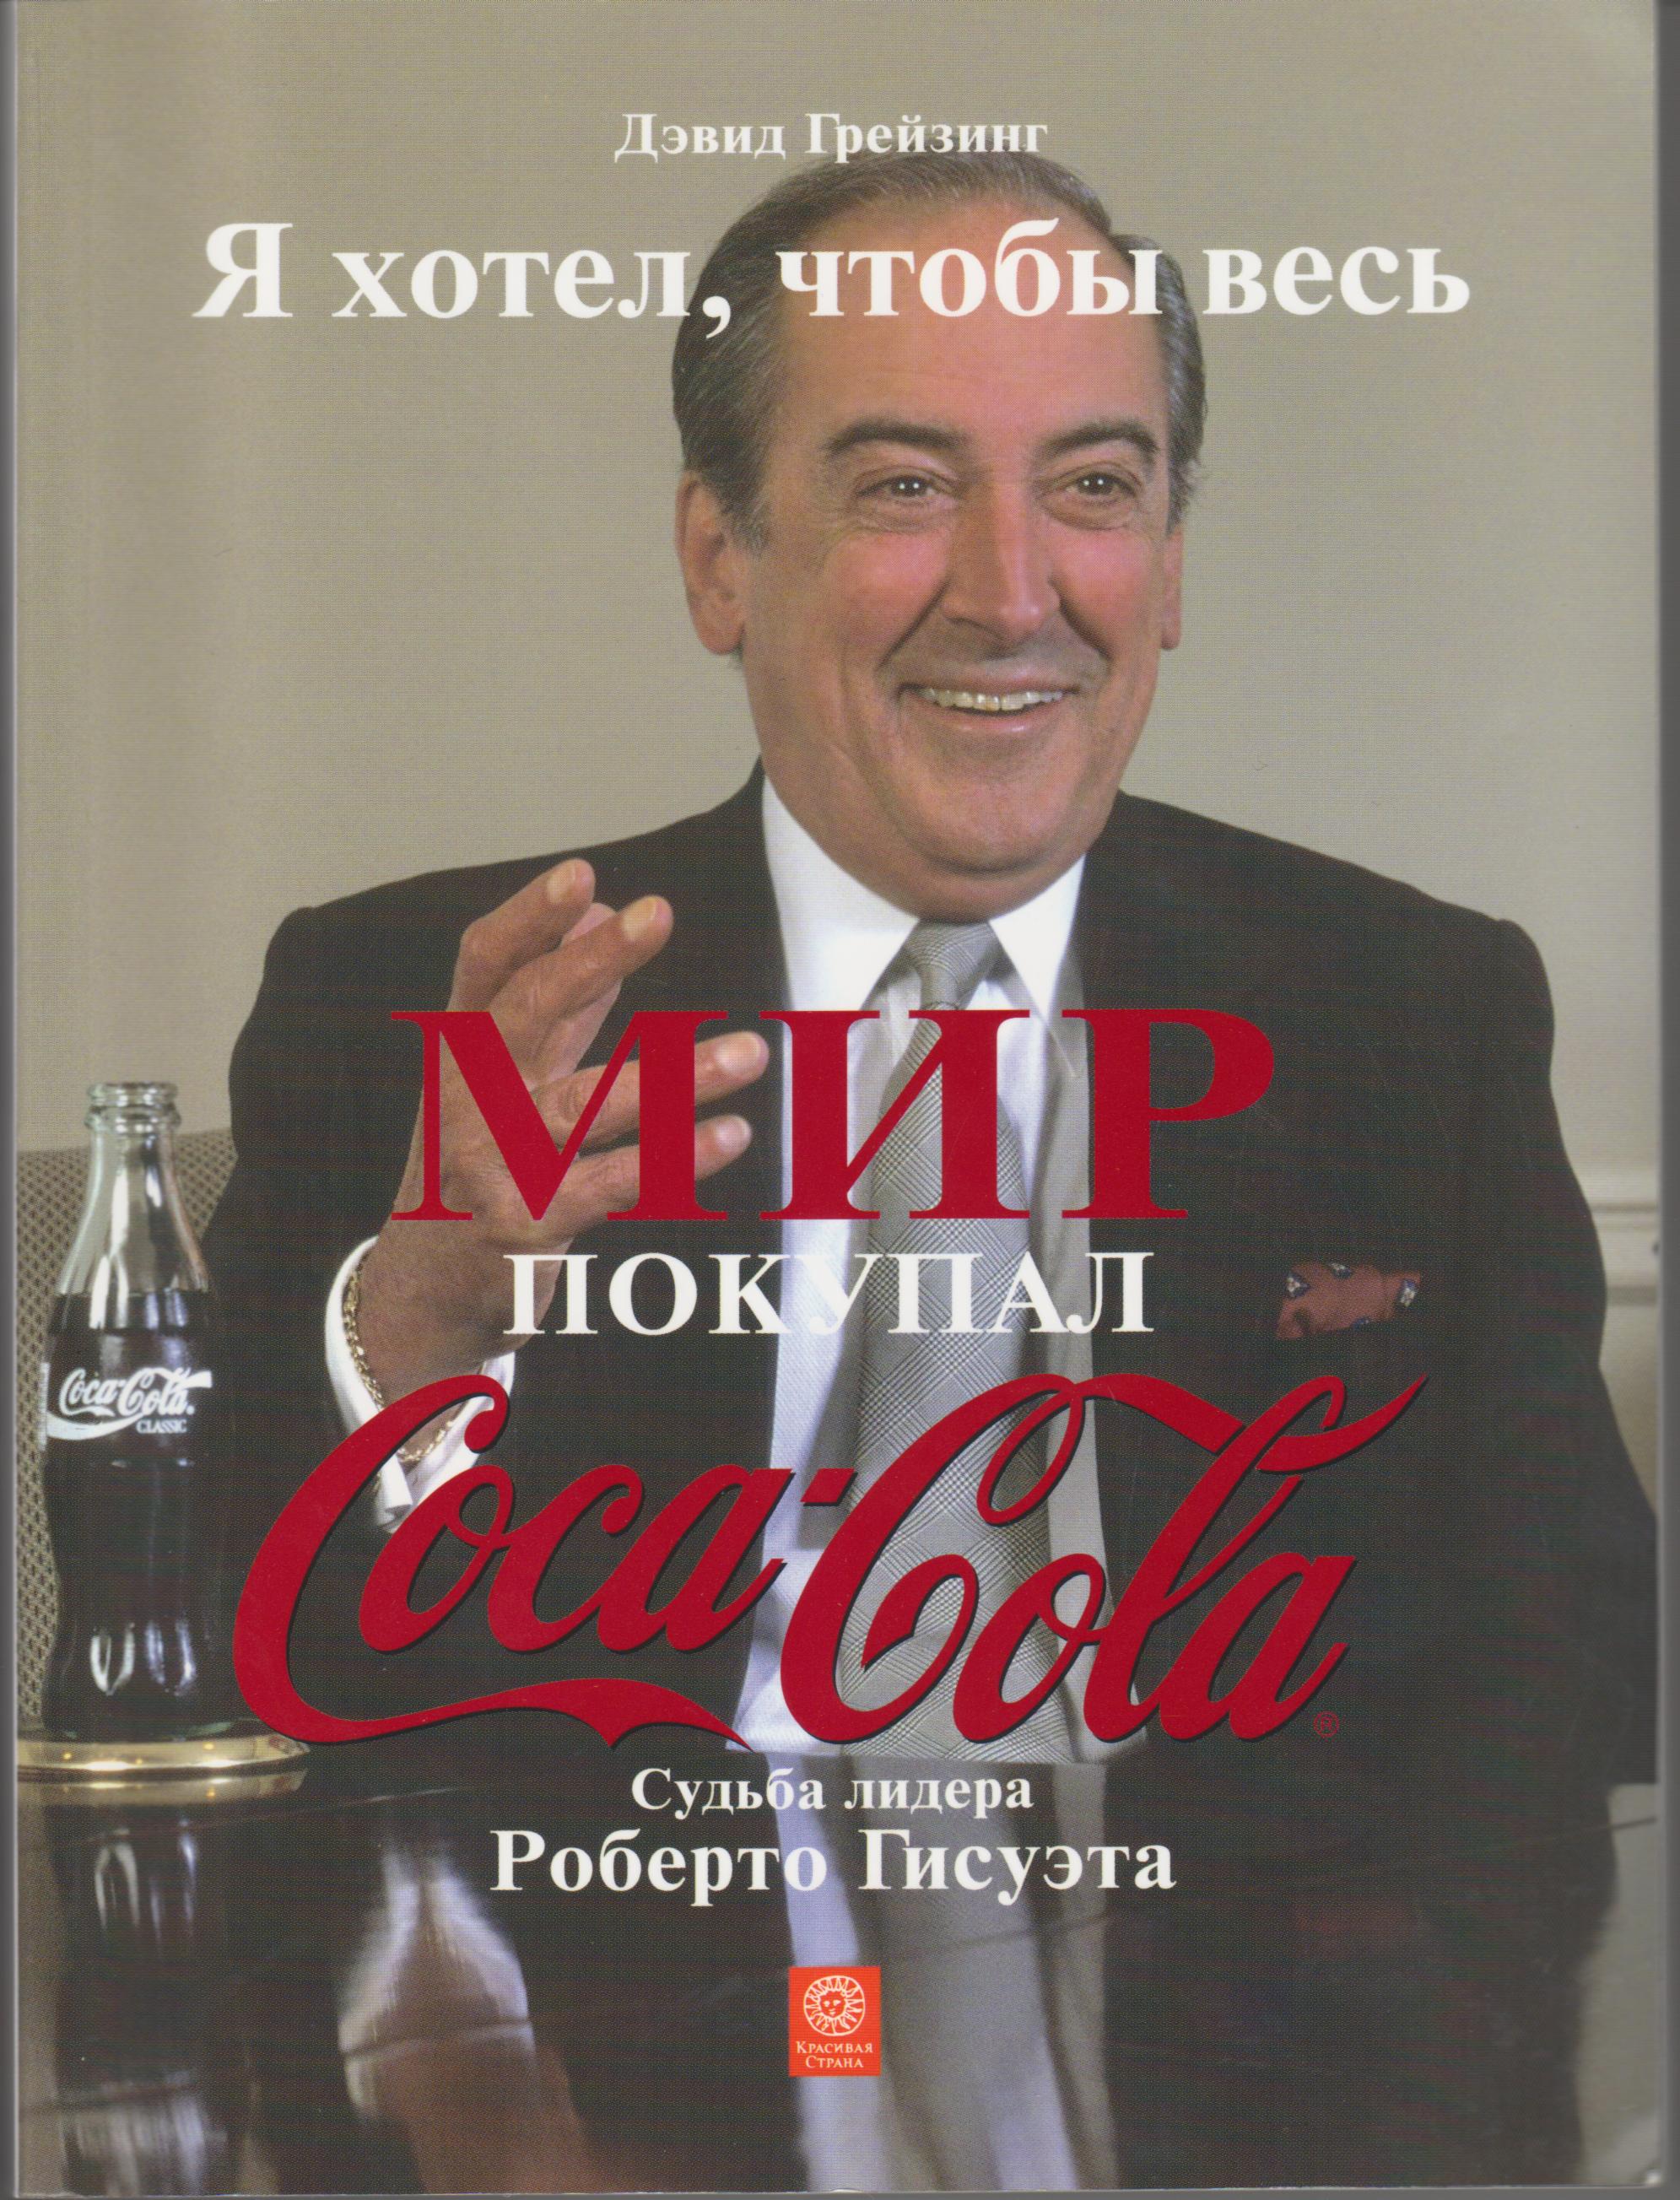 Дэвид Грейзинг
Я хотел, чтобы весь
МИР
ПОКУПАЛ
Coca-Cola®
Coca-Cola.
CLASSIC
Судьба лидера
Роберто Гисуэта
КРАСИВАЯ
СТРАНА